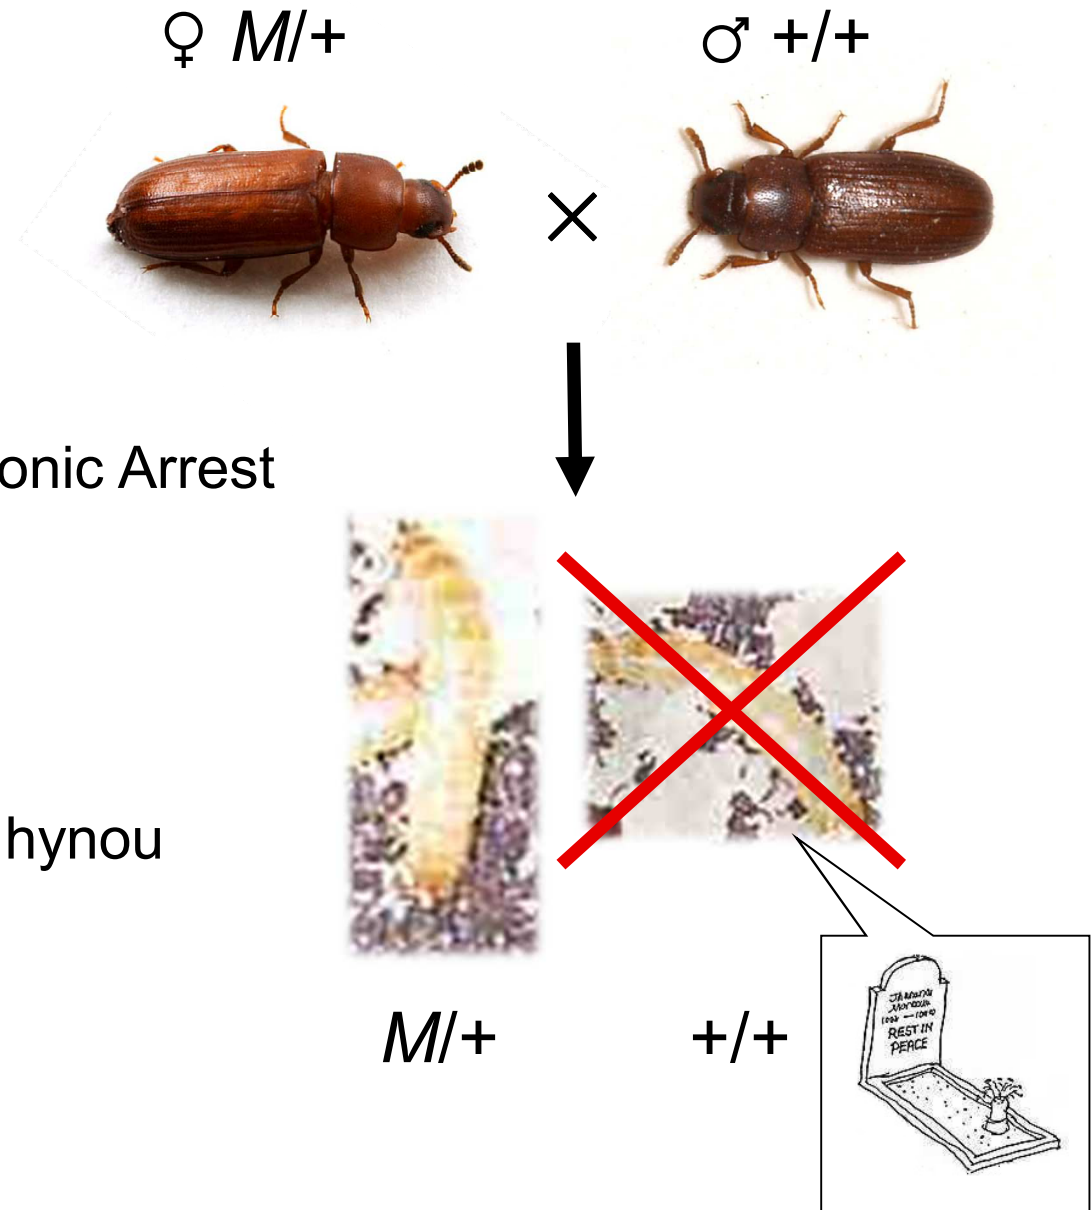 ♀ M/+
♂ +/+
×
onic Arrest
hynou
M/+
+/+
REST IN
PEACE